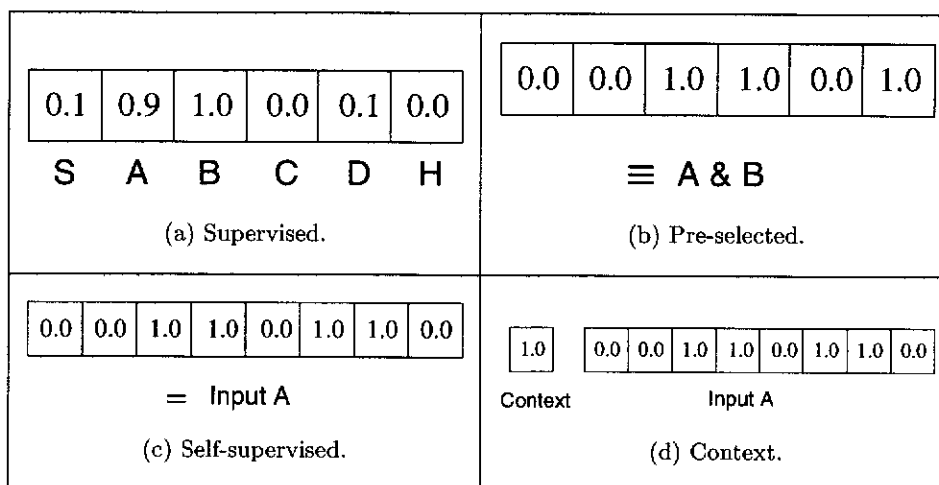 0.1 0.9 1.0 0.0 0.1 0.0
S A B C D H
(a) Supervised.
0.0 0.0 1.0 1.0 0.0 1.0
≡ A & B
(b) Pre-selected.
0.0 0.0 1.0 1.0 0.0 1.0 1.0 0.0
= Input A
(c) Self-supervised.
1.0 0.0 0.0 1.0 1.0 0.0 1.0 1.0 0.0
Context Input A
(d) Context.